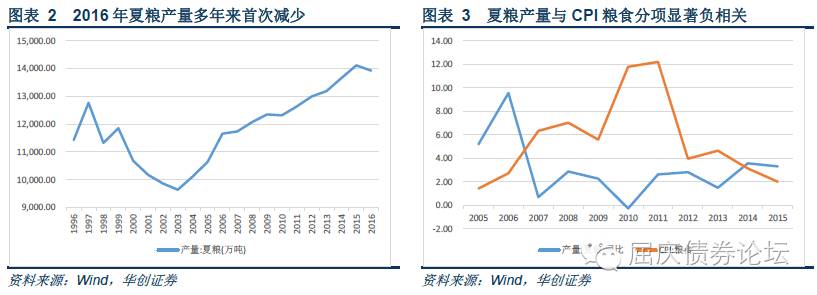 图表 2 2016 年夏粮产量多年来首次减少
15,000.00
14,000.00
13,000.00
12,000.00
11,000.00
10,000.00
9,000.00
1996 1997 1998 1999 2000 2001 2002 2003 2004 2005 2006 2007 2008 2009 2010 2011 2012 2013 2014 2015 2016
产量:夏粮(万吨)
资料来源：Wind，华创证券
图表 3 夏粮产量与 CPI 粮食分项显著负相关
14.00
12.00
10.00
8.00
6.00
4.00
2.00
0.00
-2.00
2005 2006 2007 2008 2009 2010 2011 2012 2013 2014 2015
产量
CPI:粮食
屈庆债券论坛
资料来源：Wind，华创证券